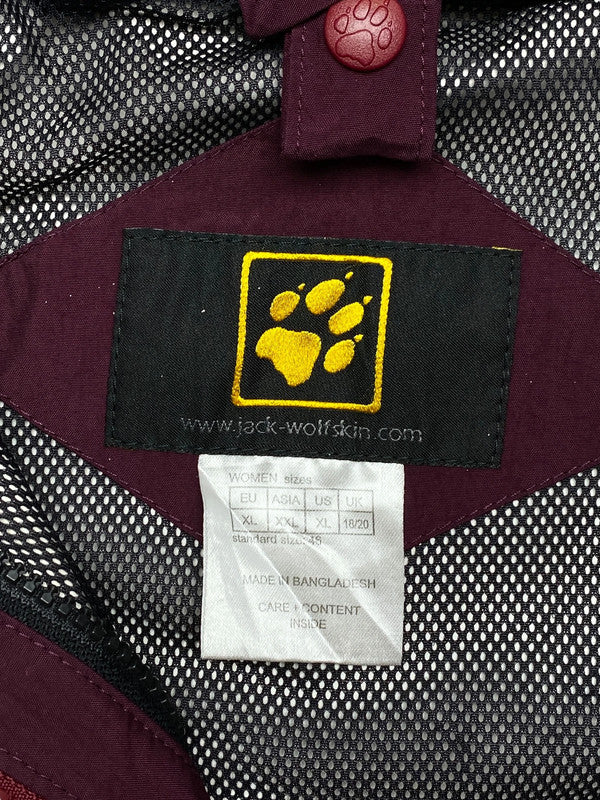 www.jack-wolfskin.com
WOMEN sizes
EU ASIA US UK
XL XXL XL 18/20
standard size: 48
MADE IN BANGLADESH
CARE + CONTENT
INSIDE